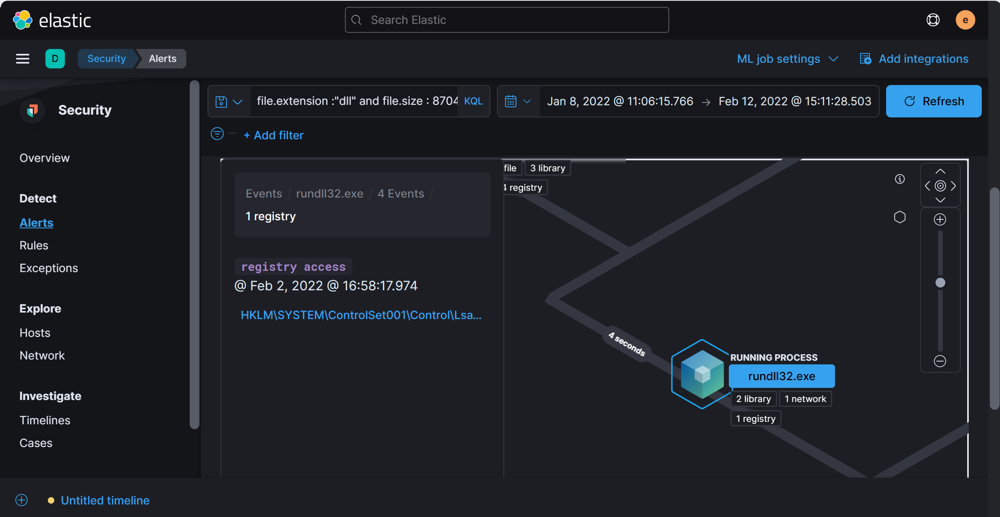 elastic
Search Elastic
e
D
Security
Alerts
ML job settings
Add integrations
Security
Overview
Detect
Alerts
Rules
Exceptions
Explore
Hosts
Network
Investigate
Timelines
Cases
file.extension :"dll" and file.size : 8704
KQL
Jan 8, 2022 @ 11:06:15.766 → Feb 12, 2022 @ 15:11:28.503
Refresh
+ Add filter
Events / rundll32.exe / 4 Events /
1 registry
registry access
@ Feb 2, 2022 @ 16:58:17.974
HKLM\SYSTEM\ControlSet001\Control\Lsa...
file
3 library
4 registry
4 seconds
RUNNING PROCESS
rundll32.exe
2 library
1 network
1 registry
Untitled timeline